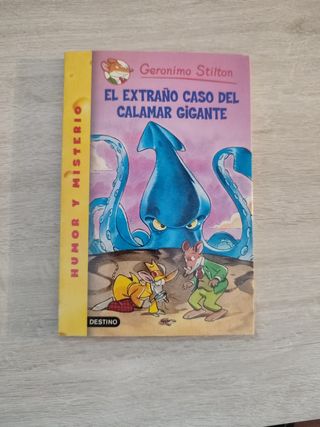 Geronimo Stilton
EL EXTRAÑO CASO DEL
CALAMAR GIGANTE
HUMOR Y MISTERIO
DESTINO